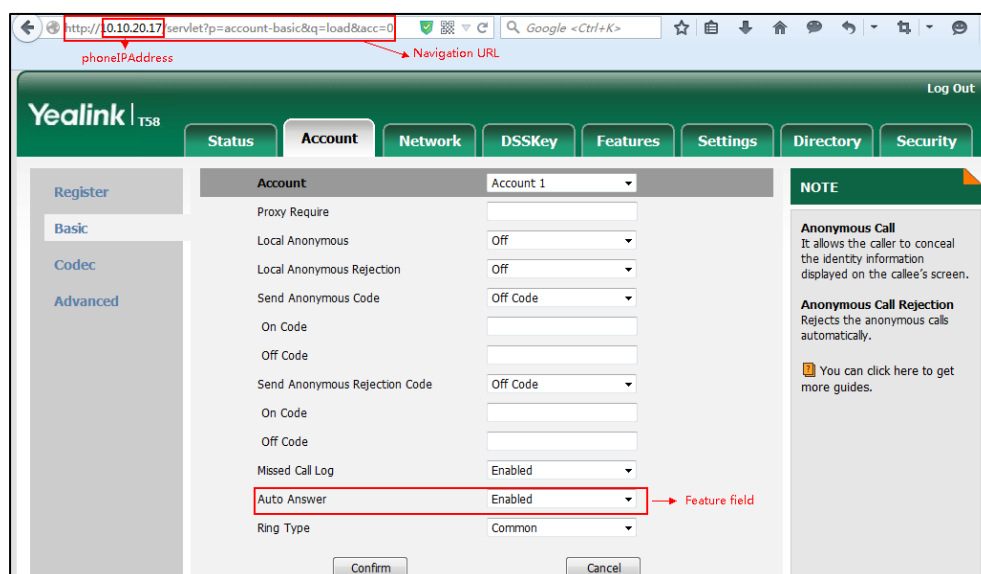 http://10.10.20.17/servlet?p=account-basic&q=load&acc=0
Google <Ctrl+K>
phoneIPAddress
Navigation URL
Log Out
Yealink T58
Status Account Network DSSKey Features Settings Directory Security
Register
Basic
Codec
Advanced
Account Account 1
Proxy Require
Local Anonymous Off
Local Anonymous Rejection Off
Send Anonymous Code Off Code
On Code
Off Code
Send Anonymous Rejection Code Off Code
On Code
Off Code
Missed Call Log Enabled
Auto Answer Enabled
Feature field
Ring Type Common
Confirm Cancel
NOTE
Anonymous Call
It allows the caller to conceal
the identity information
displayed on the callee's screen.
Anonymous Call Rejection
Rejects the anonymous calls
automatically.
You can click here to get
more guides.